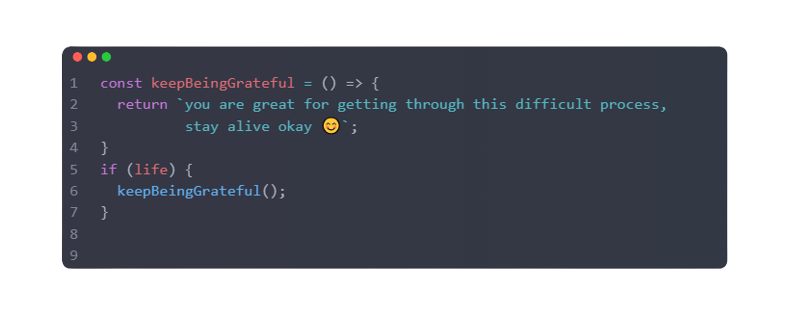 1 const keepBeingGrateful = () => {
2   return `you are great for getting through this difficult process,
3           stay alive okay 😊`;
4 }
5 if (life) {
6   keepBeingGrateful();
7 }
8
9